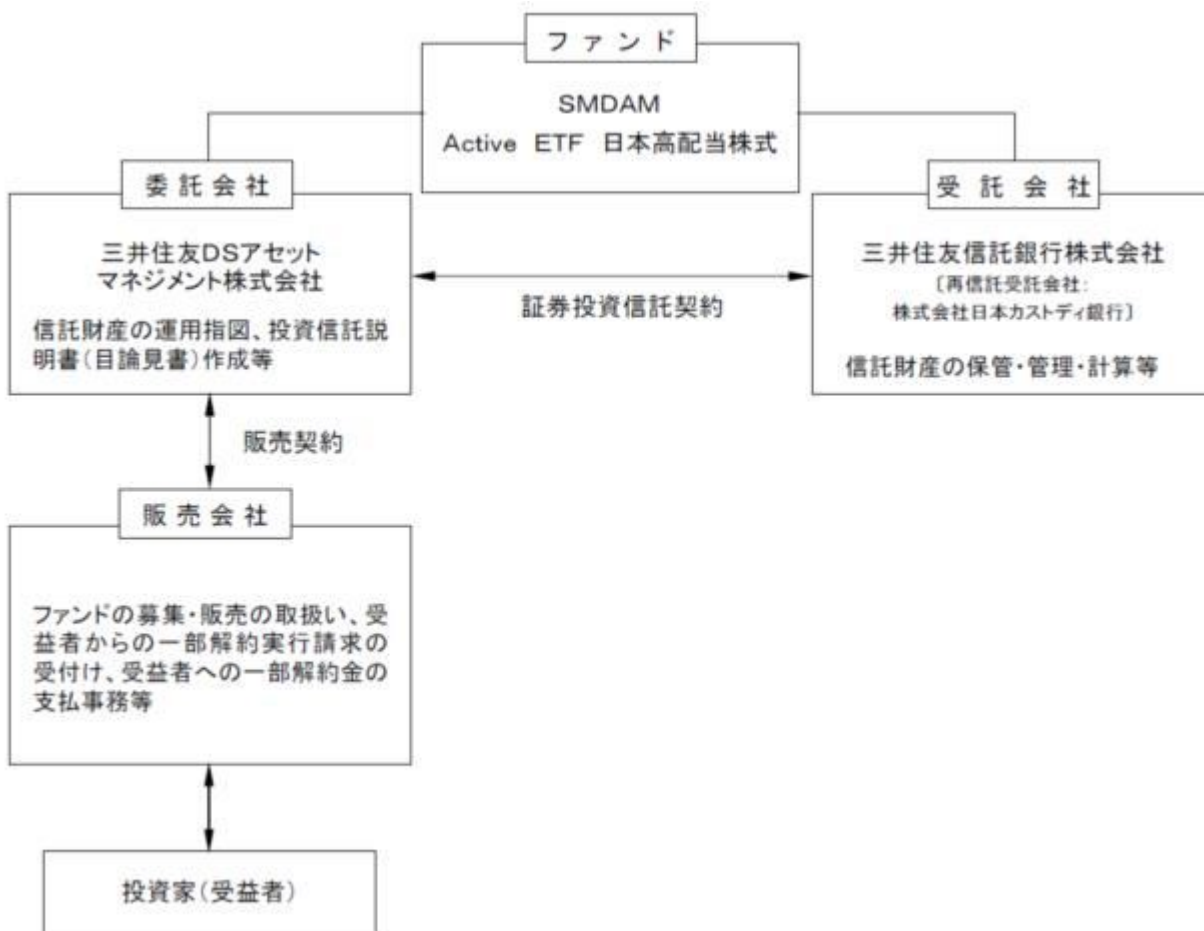 ファンド
SMDAM
Active ETF 日本高配当株式
委託会社
三井住友DSアセット
マネジメント株式会社
信託財産の運用指図、投資信託説
明書(目論見書)作成等
証券投資信託契約
受託会社
三井住友信託銀行株式会社
〔再信託受託会社:
株式会社日本カストディ銀行〕
信託財産の保管・管理・計算等
販売契約
販売会社
ファンドの募集・販売の取扱い、受
益者からの一部解約実行請求の
受付け、受益者への一部解約金の
支払事務等
投資家(受益者)